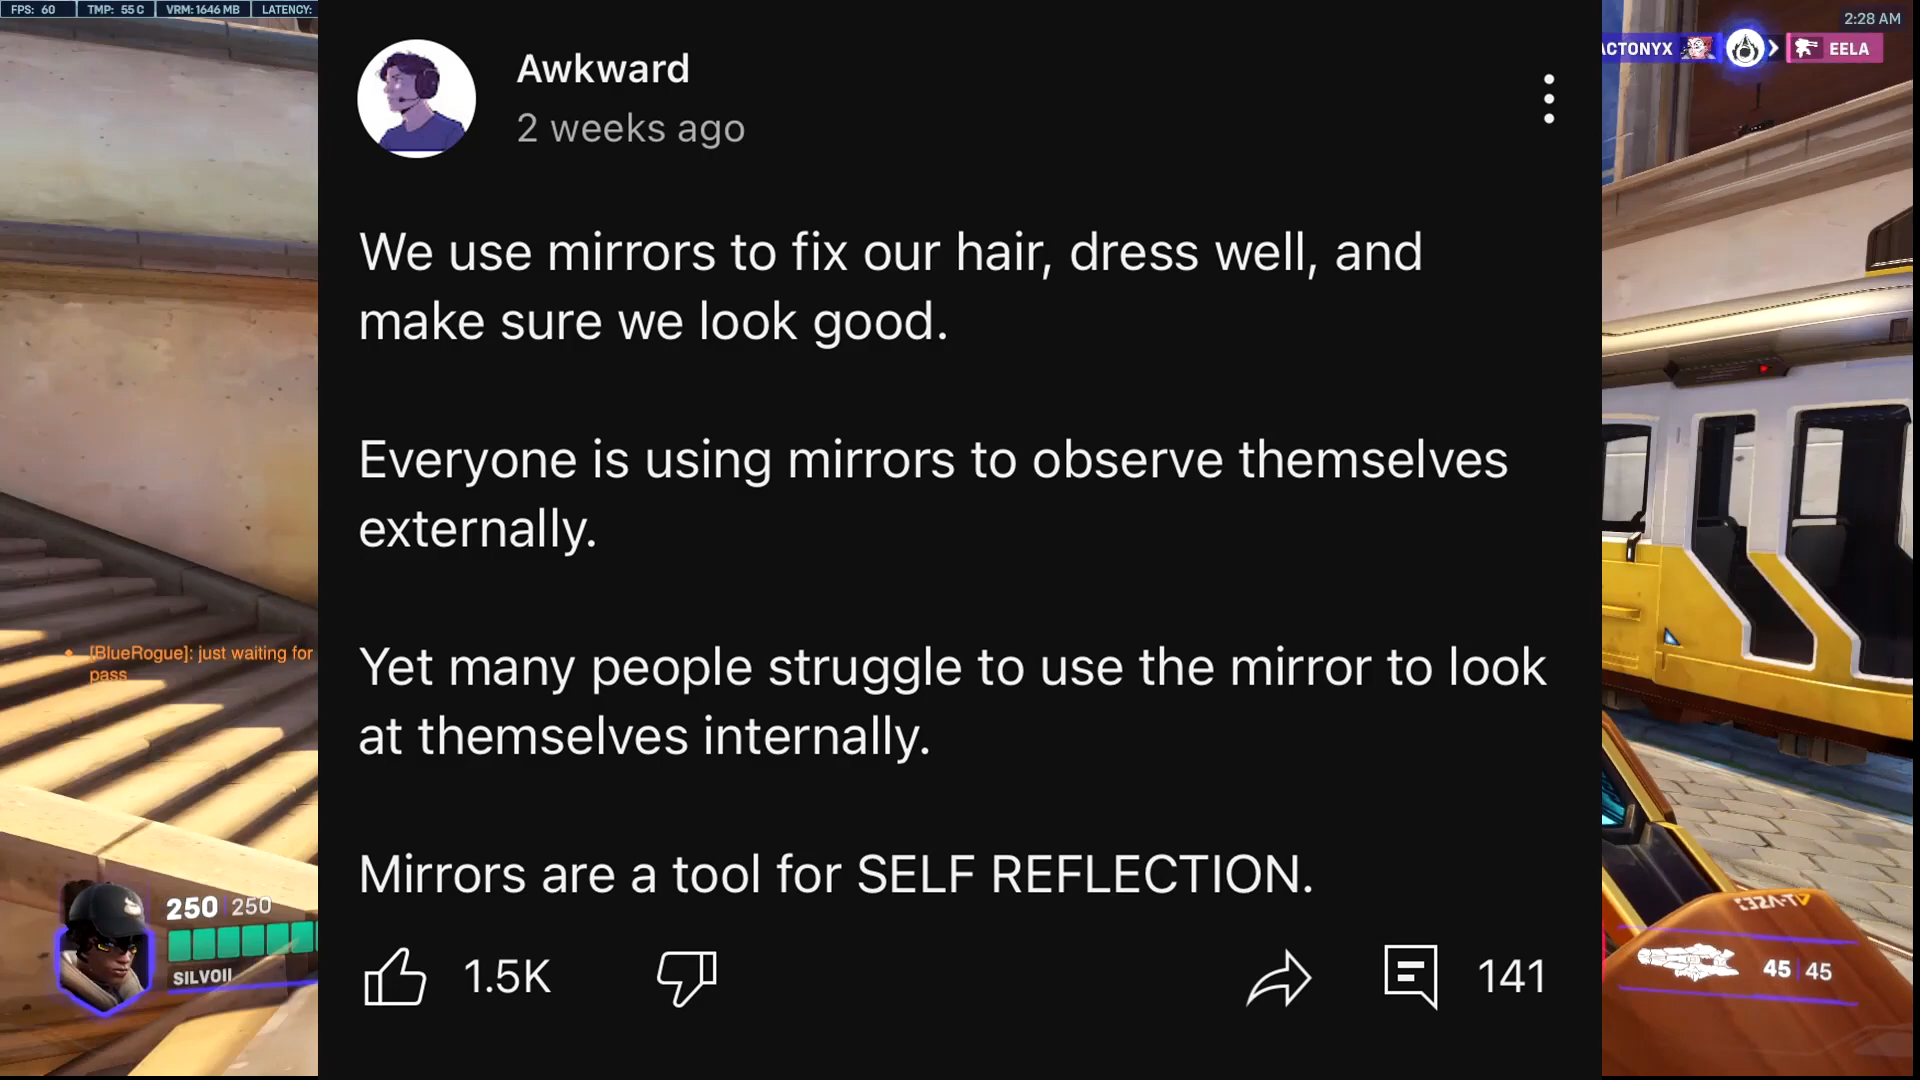 FPS: 60 TMP: 55 C VRM: 1646 MB LATENCY:
2:28 AM
ACTONYX EELA
Awkward
2 weeks ago
We use mirrors to fix our hair, dress well, and
make sure we look good.
Everyone is using mirrors to observe themselves
externally.
Yet many people struggle to use the mirror to look
at themselves internally.
Mirrors are a tool for SELF REFLECTION.
1.5K 141
[BlueRogue]: just waiting for
pass
250 250
SILVOII
45 45